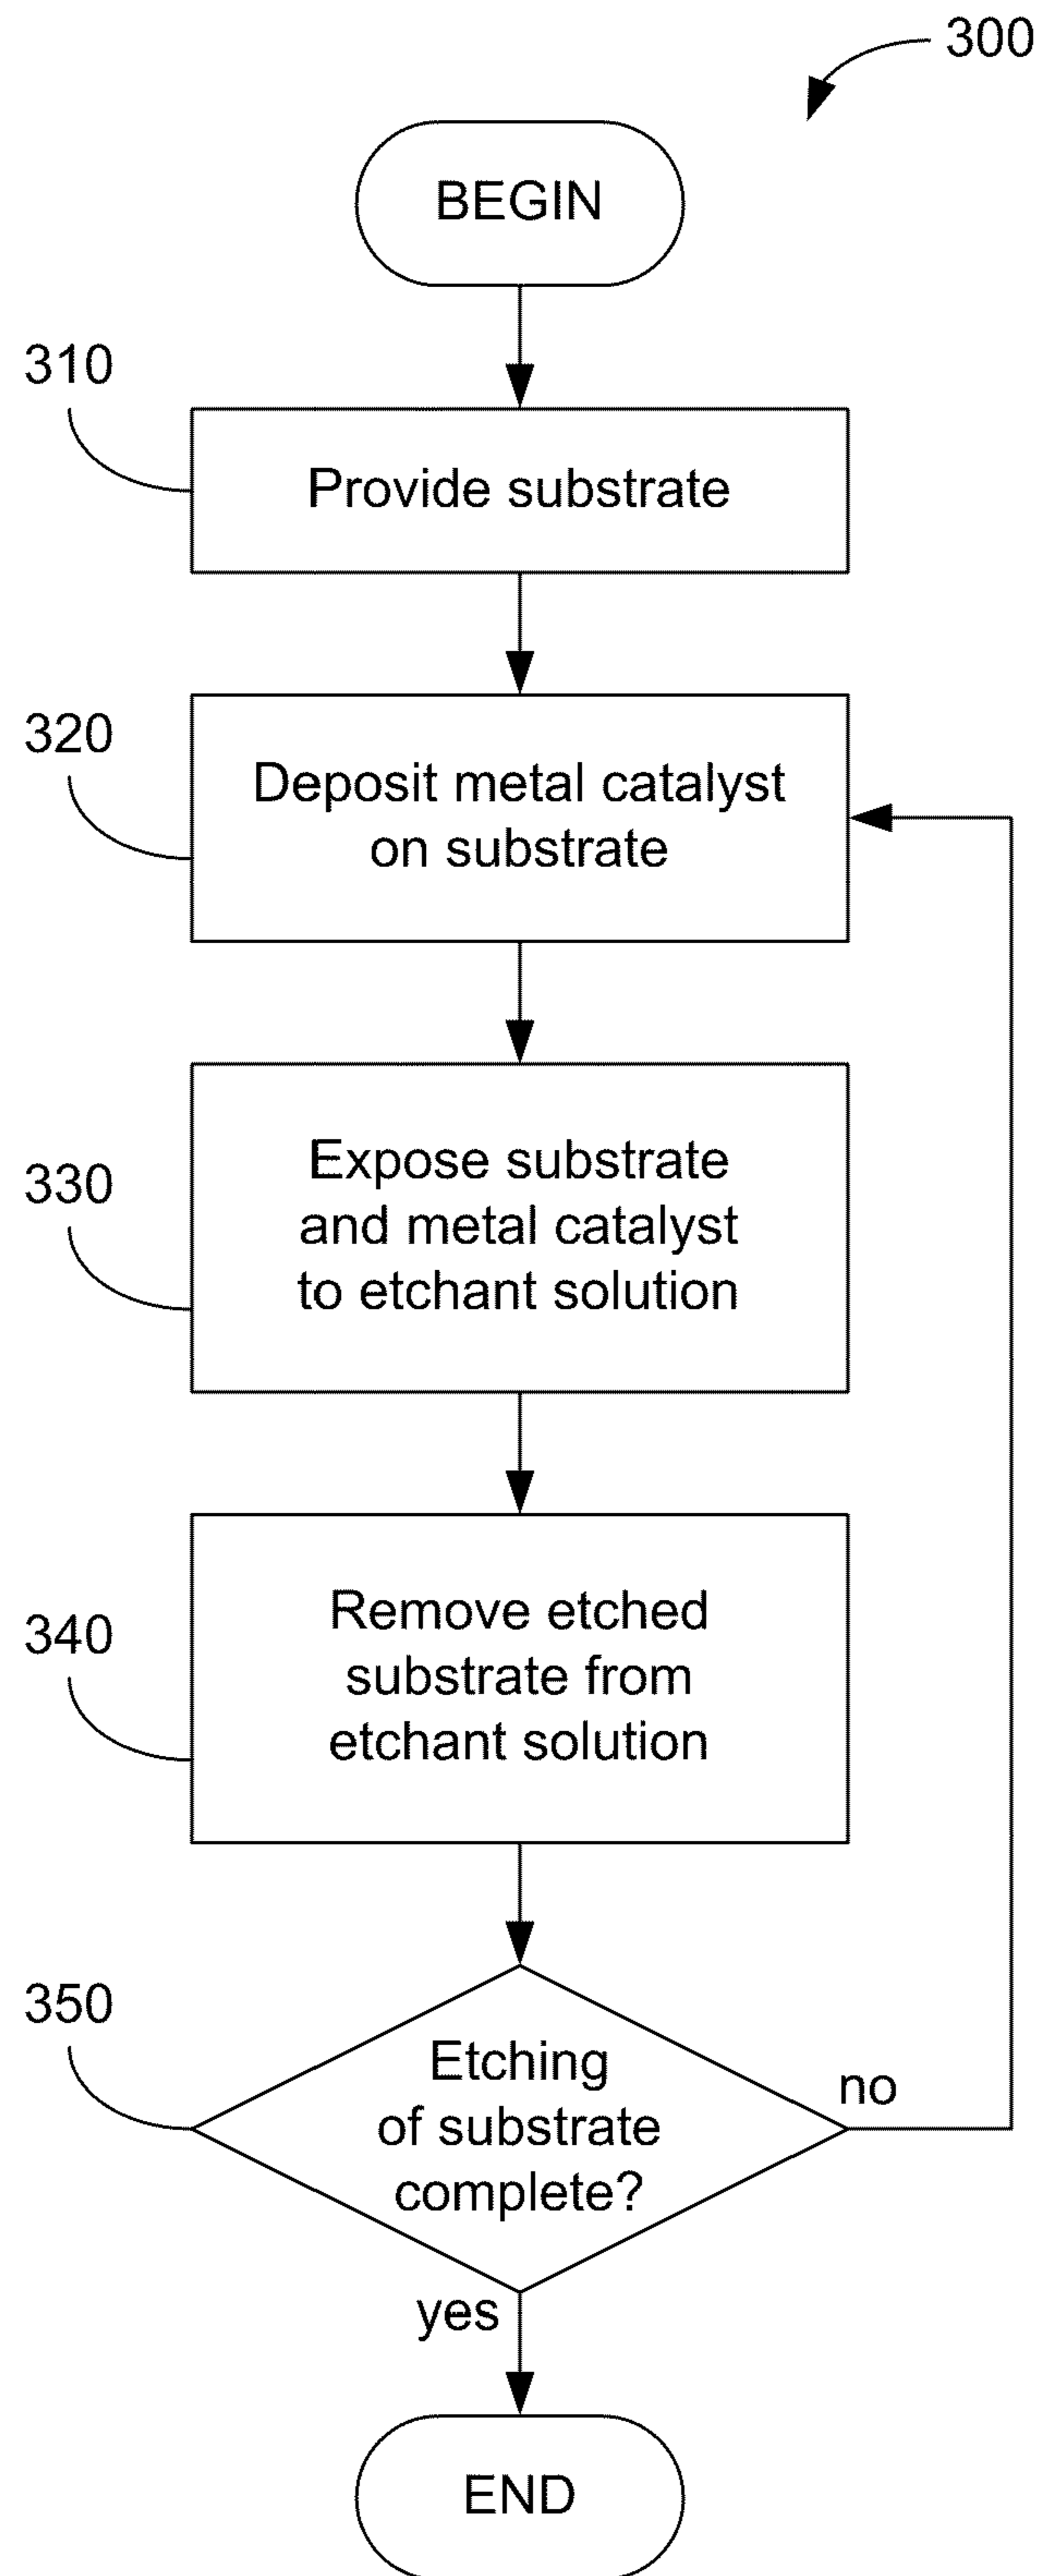 300
BEGIN
310
Provide substrate
320
Deposit metal catalyst
on substrate
330
Expose substrate
and metal catalyst
to etchant solution
340
Remove etched
substrate from
etchant solution
350
Etching
of substrate
complete?
no
yes
END